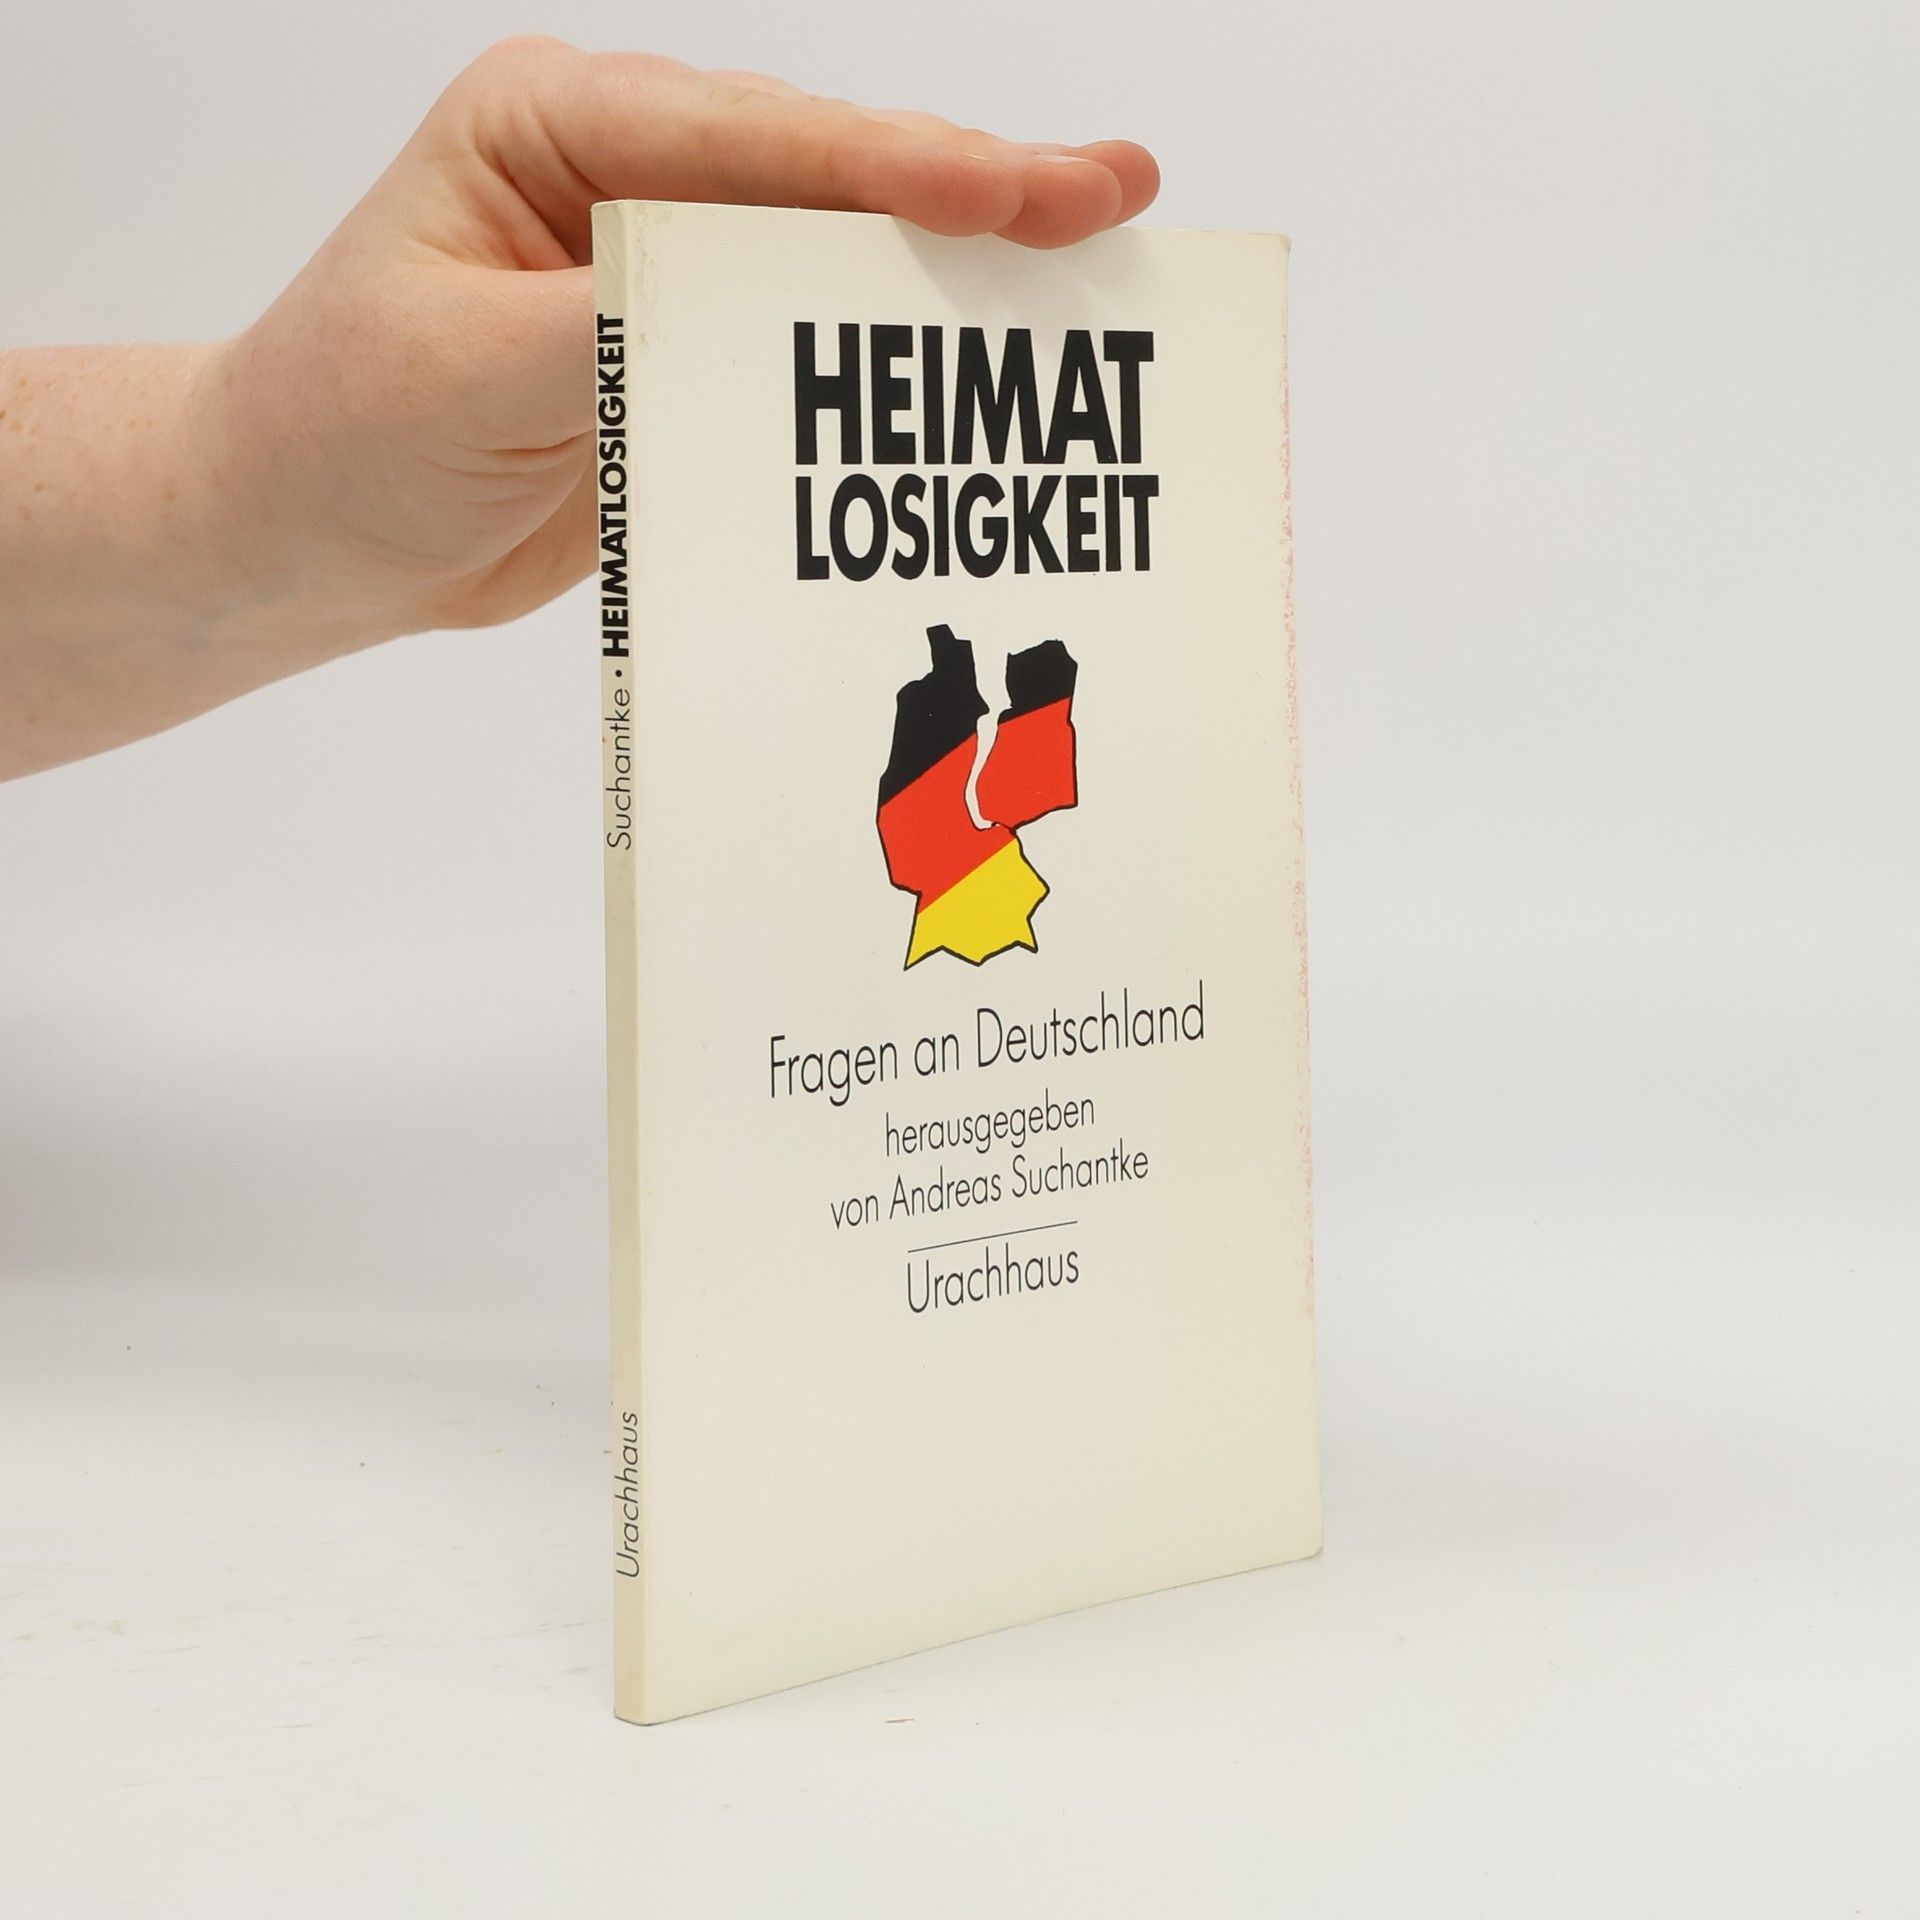 HEIMAT
LOSIGKEIT
Fragen an Deutschland
herausgegeben
von Andreas Suchantke
Urachhaus
Suchantke • HEIMATLOSIGKEIT
Urachhaus